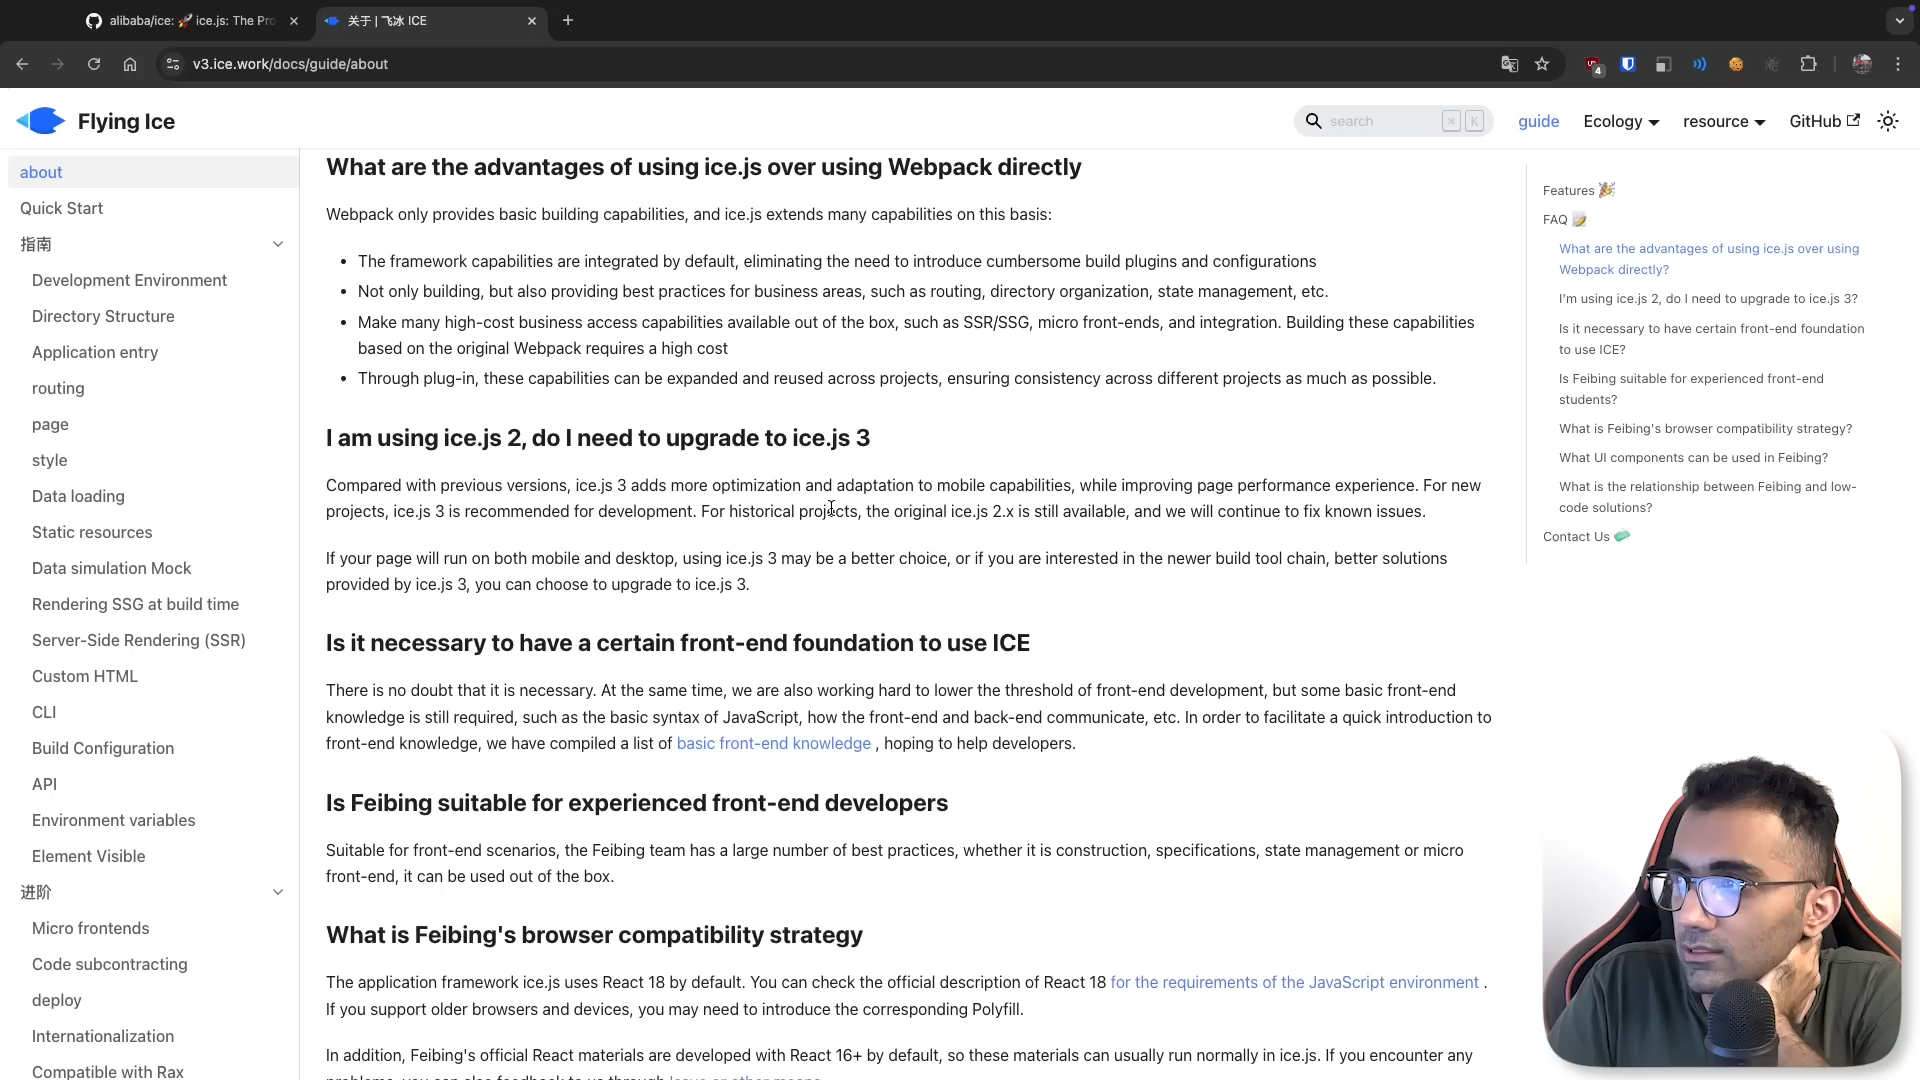 alibaba/ice: 🚀 ice.js: The Pro
关于 | 飞冰 ICE
v3.ice.work/docs/guide/about
4
Flying Ice
search
⌘ K
guide
Ecology
resource
GitHub
about
Quick Start
指南
Development Environment
Directory Structure
Application entry
routing
page
style
Data loading
Static resources
Data simulation Mock
Rendering SSG at build time
Server-Side Rendering (SSR)
Custom HTML
CLI
Build Configuration
API
Environment variables
Element Visible
进阶
Micro frontends
Code subcontracting
deploy
Internationalization
Compatible with Rax
What are the advantages of using ice.js over using Webpack directly
Webpack only provides basic building capabilities, and ice.js extends many capabilities on this basis:
• The framework capabilities are integrated by default, eliminating the need to introduce cumbersome build plugins and configurations
• Not only building, but also providing best practices for business areas, such as routing, directory organization, state management, etc.
• Make many high-cost business access capabilities available out of the box, such as SSR/SSG, micro front-ends, and integration. Building these capabilities
based on the original Webpack requires a high cost
• Through plug-in, these capabilities can be expanded and reused across projects, ensuring consistency across different projects as much as possible.
I am using ice.js 2, do I need to upgrade to ice.js 3
Compared with previous versions, ice.js 3 adds more optimization and adaptation to mobile capabilities, while improving page performance experience. For new
projects, ice.js 3 is recommended for development. For historical projects, the original ice.js 2.x is still available, and we will continue to fix known issues.
If your page will run on both mobile and desktop, using ice.js 3 may be a better choice, or if you are interested in the newer build tool chain, better solutions
provided by ice.js 3, you can choose to upgrade to ice.js 3.
Is it necessary to have a certain front-end foundation to use ICE
There is no doubt that it is necessary. At the same time, we are also working hard to lower the threshold of front-end development, but some basic front-end
knowledge is still required, such as the basic syntax of JavaScript, how the front-end and back-end communicate, etc. In order to facilitate a quick introduction to
front-end knowledge, we have compiled a list of basic front-end knowledge , hoping to help developers.
Is Feibing suitable for experienced front-end developers
Suitable for front-end scenarios, the Feibing team has a large number of best practices, whether it is construction, specifications, state management or micro
front-end, it can be used out of the box.
What is Feibing's browser compatibility strategy
The application framework ice.js uses React 18 by default. You can check the official description of React 18 for the requirements of the JavaScript environment .
If you support older browsers and devices, you may need to introduce the corresponding Polyfill.
In addition, Feibing's official React materials are developed with React 16+ by default, so these materials can usually run normally in ice.js. If you encounter any
Features 🎉
FAQ 📝
What are the advantages of using ice.js over using
Webpack directly?
I'm using ice.js 2, do I need to upgrade to ice.js 3?
Is it necessary to have certain front-end foundation
to use ICE?
Is Feibing suitable for experienced front-end
students?
What is Feibing's browser compatibility strategy?
What UI components can be used in Feibing?
What is the relationship between Feibing and low-
code solutions?
Contact Us